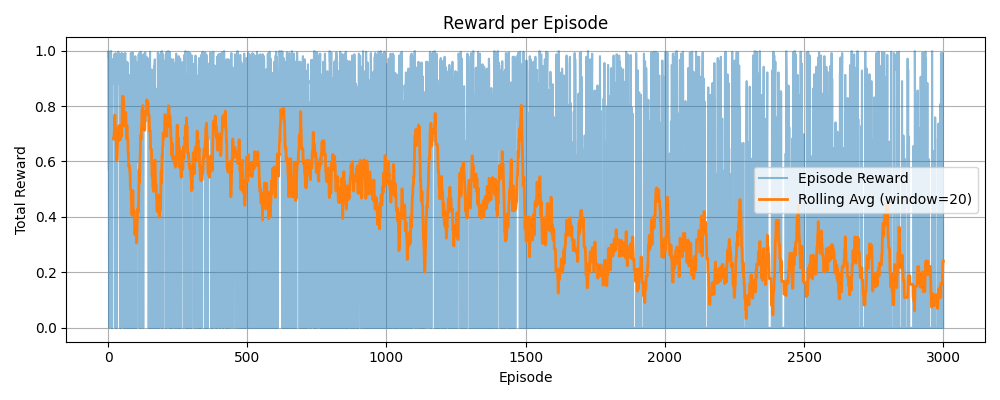 Reward per Episode
Total Reward
1.0
0.8
0.6
0.4
0.2
0.0
Episode Reward
Rolling Avg (window=20)
0
500
1000
1500
2000
2500
3000
Episode